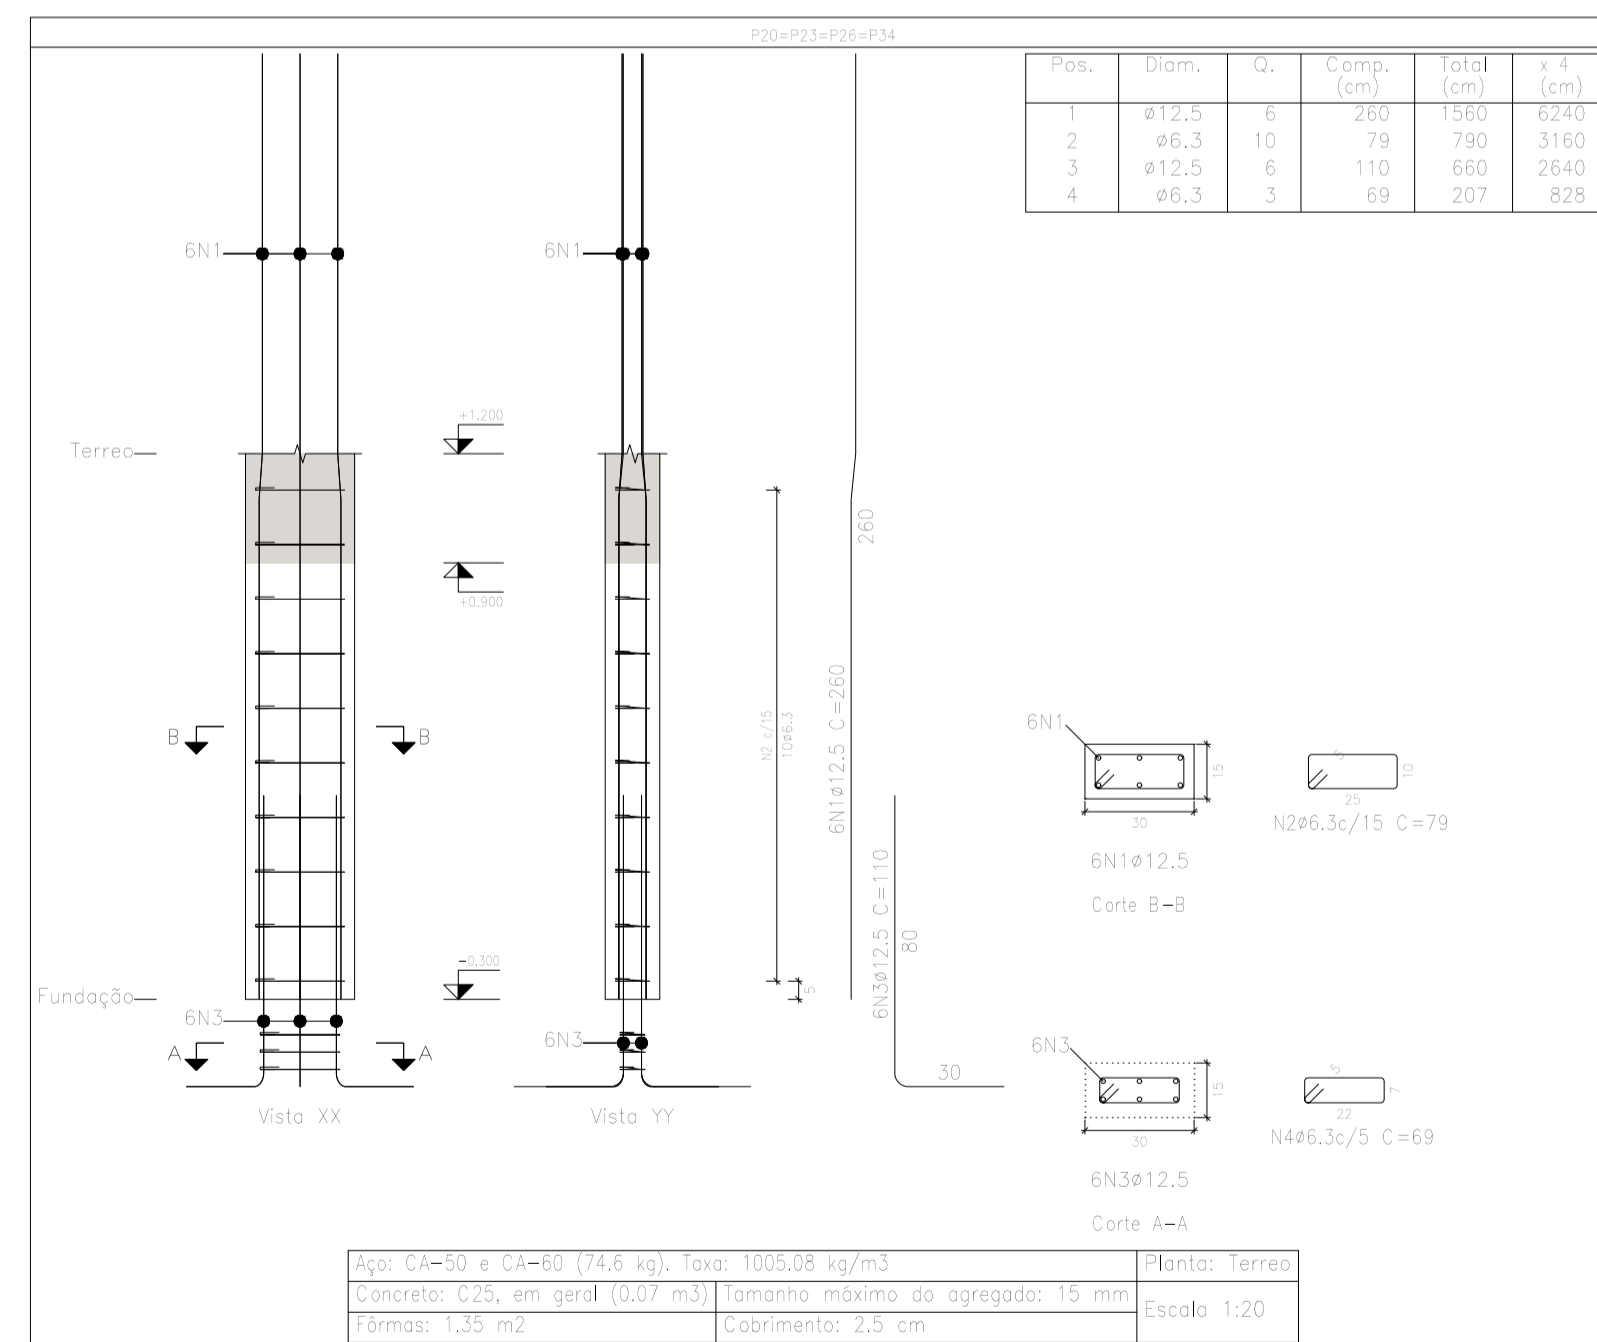 P20=P23=P26=P34
Pos. Diam. Q. Comp. (cm) Total (cm) x 4 (cm)
1 ø12.5 6 260 1560 6240
2 ø6.3 10 79 790 3160
3 ø12.5 6 110 660 2640
4 ø6.3 3 69 207 828
6N1
6N1
+1.200
Terreo
260
+0.900
B
B
N2 c/15
10ø6.3
6N1ø12.5 C=260
6N1
15
30
6N1ø12.5
Corte B-B
5
10
25
N2ø6.3c/15 C=79
6N3ø12.5 C=110
80
30
-0.300
5
Fundação
6N3
6N3
A
A
Vista XX
Vista YY
6N3
15
30
6N3ø12.5
Corte A-A
5
7
22
N4ø6.3c/5 C=69
Aço: CA-50 e CA-60 (74.6 kg). Taxa: 1005.08 kg/m3
Planta: Terreo
Concreto: C25, em geral (0.07 m3)
Tamanho máximo do agregado: 15 mm
Escala 1:20
Fôrmas: 1.35 m2
Cobrimento: 2.5 cm